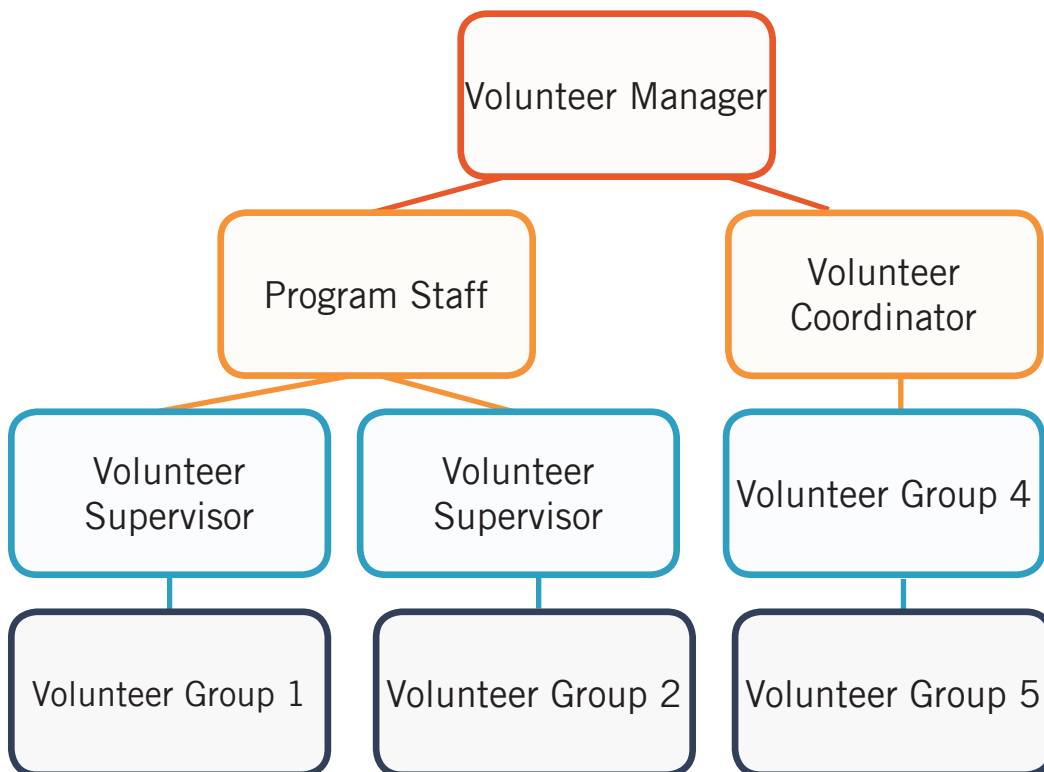 Volunteer Manager
Program Staff
Volunteer
Coordinator
Volunteer
Supervisor
Volunteer
Supervisor
Volunteer Group 4
Volunteer Group 1
Volunteer Group 2
Volunteer Group 5